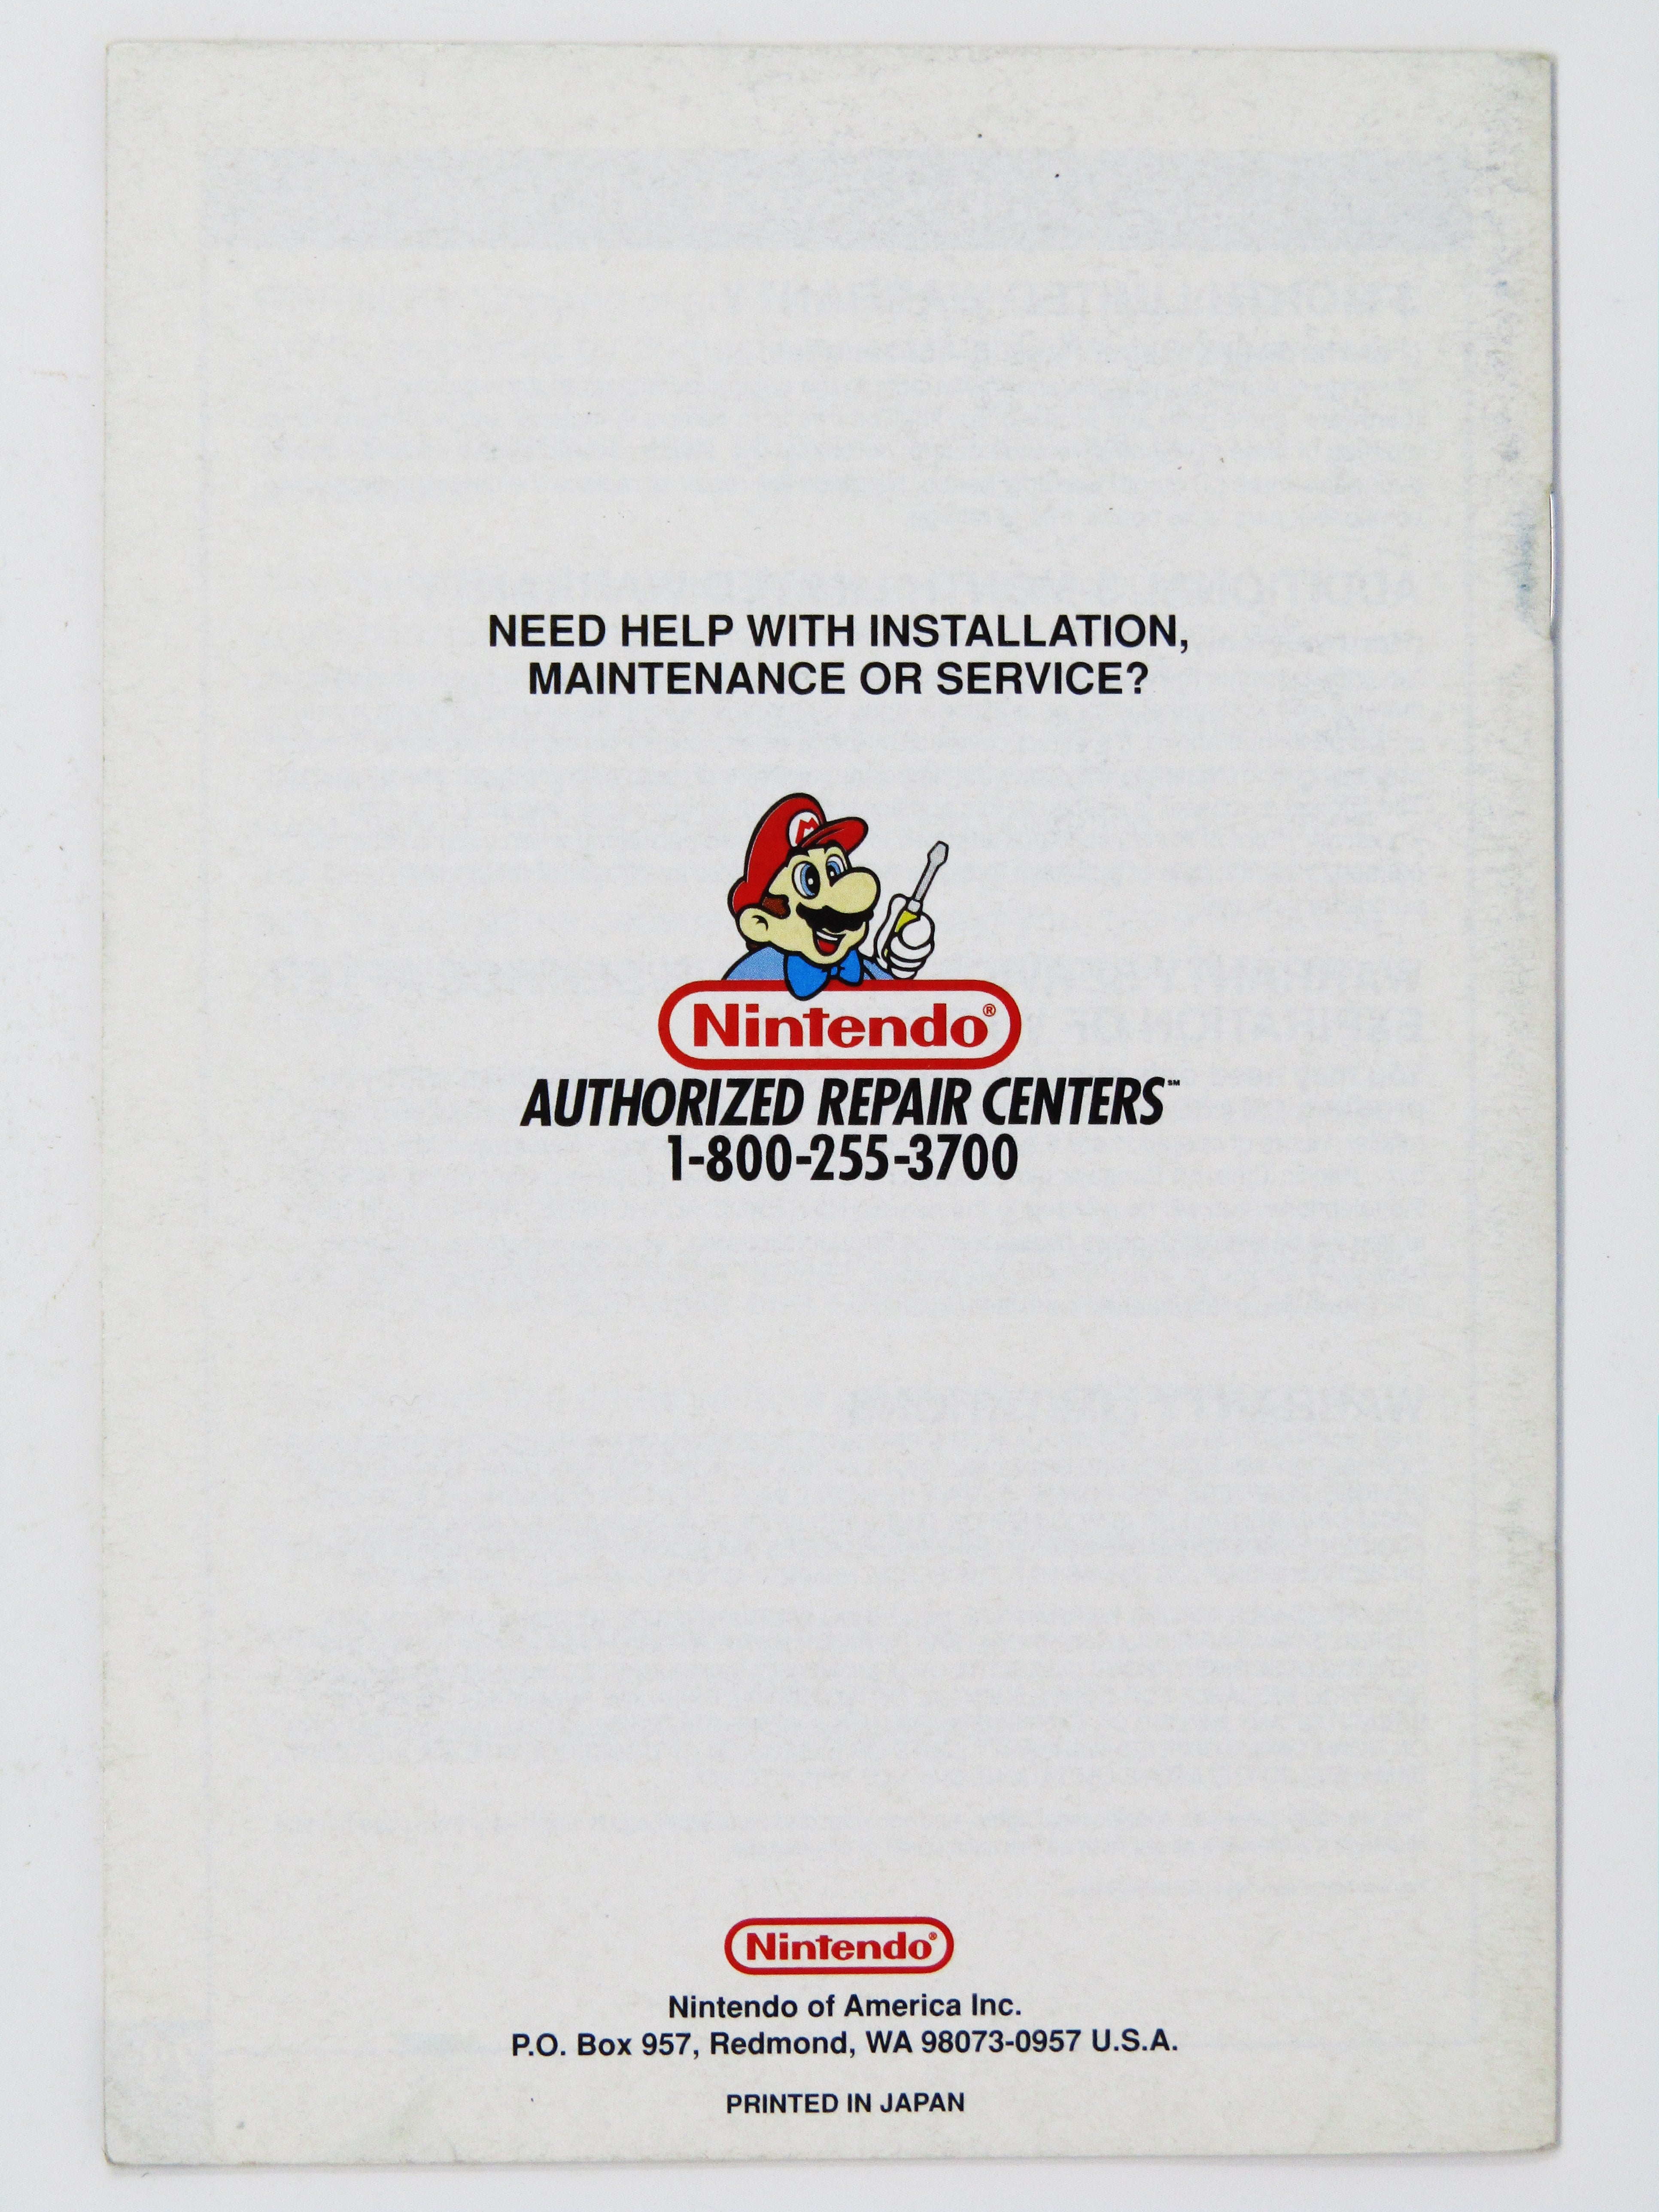 NEED HELP WITH INSTALLATION,
MAINTENANCE OR SERVICE?
M
Nintendo®
AUTHORIZED REPAIR CENTERS℠
1-800-255-3700
Nintendo®
Nintendo of America Inc.
P.O. Box 957, Redmond, WA 98073-0957 U.S.A.
PRINTED IN JAPAN